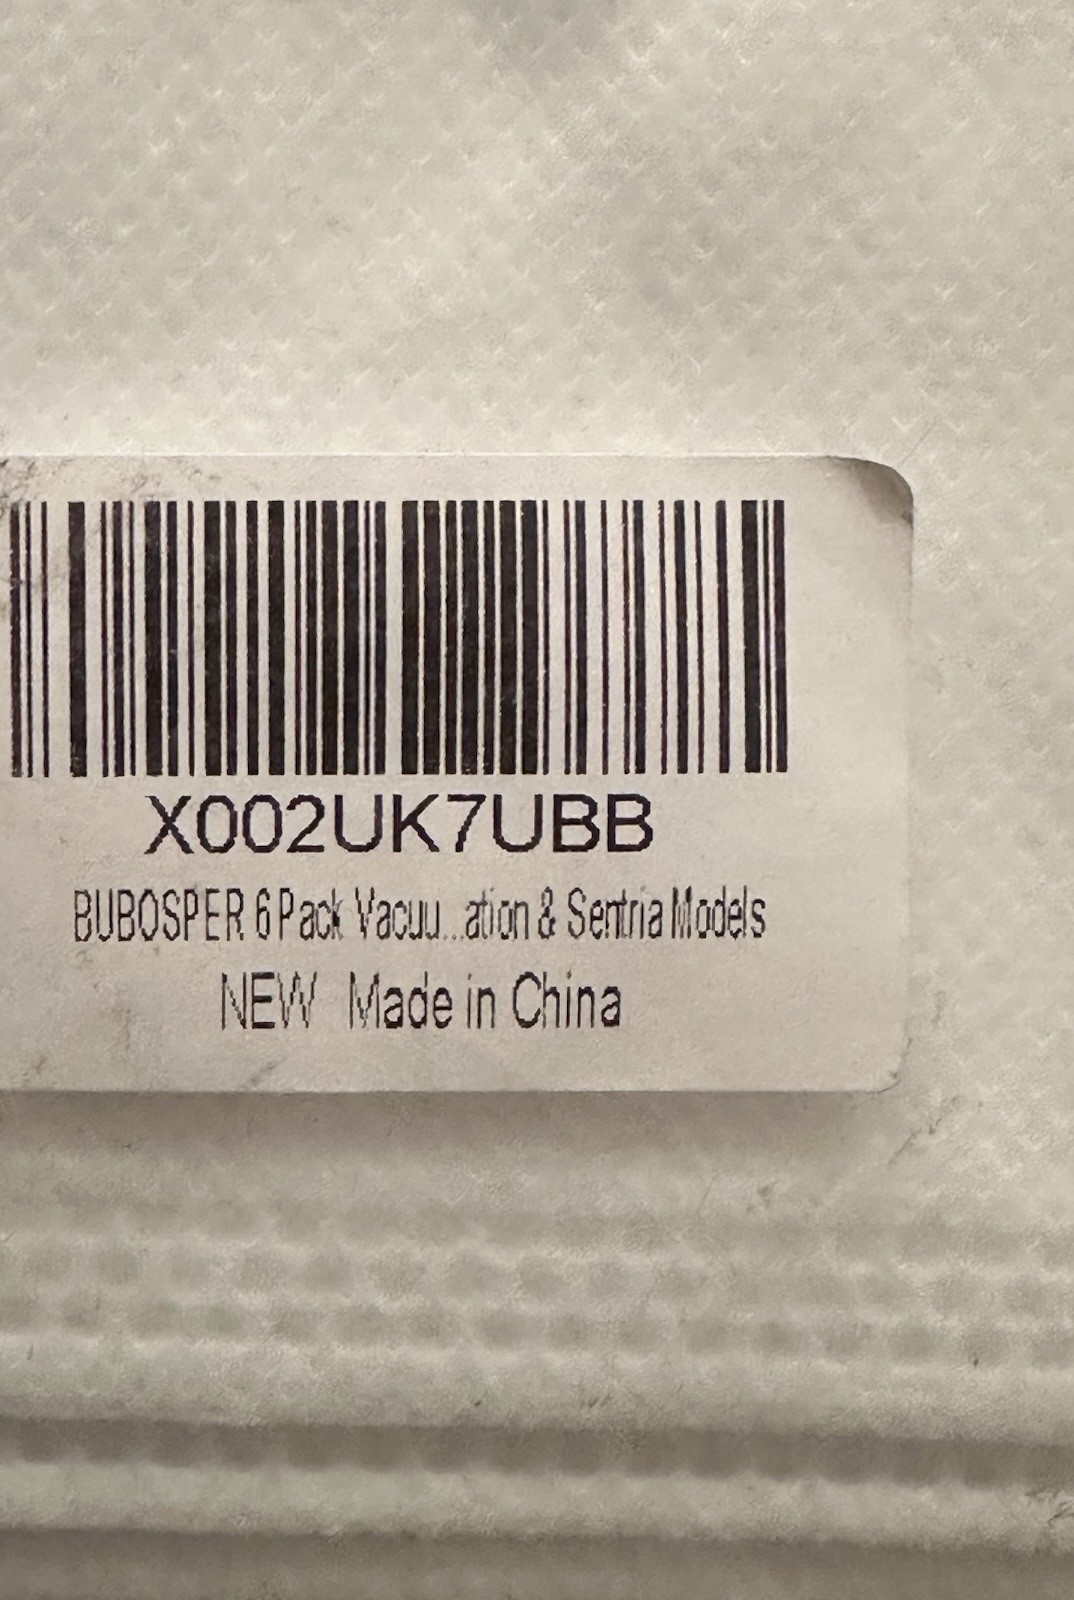 X002UK7UBB
BUBOSPER 6 Pack Vacuu...ation & Sentria Models
NEW Made in China